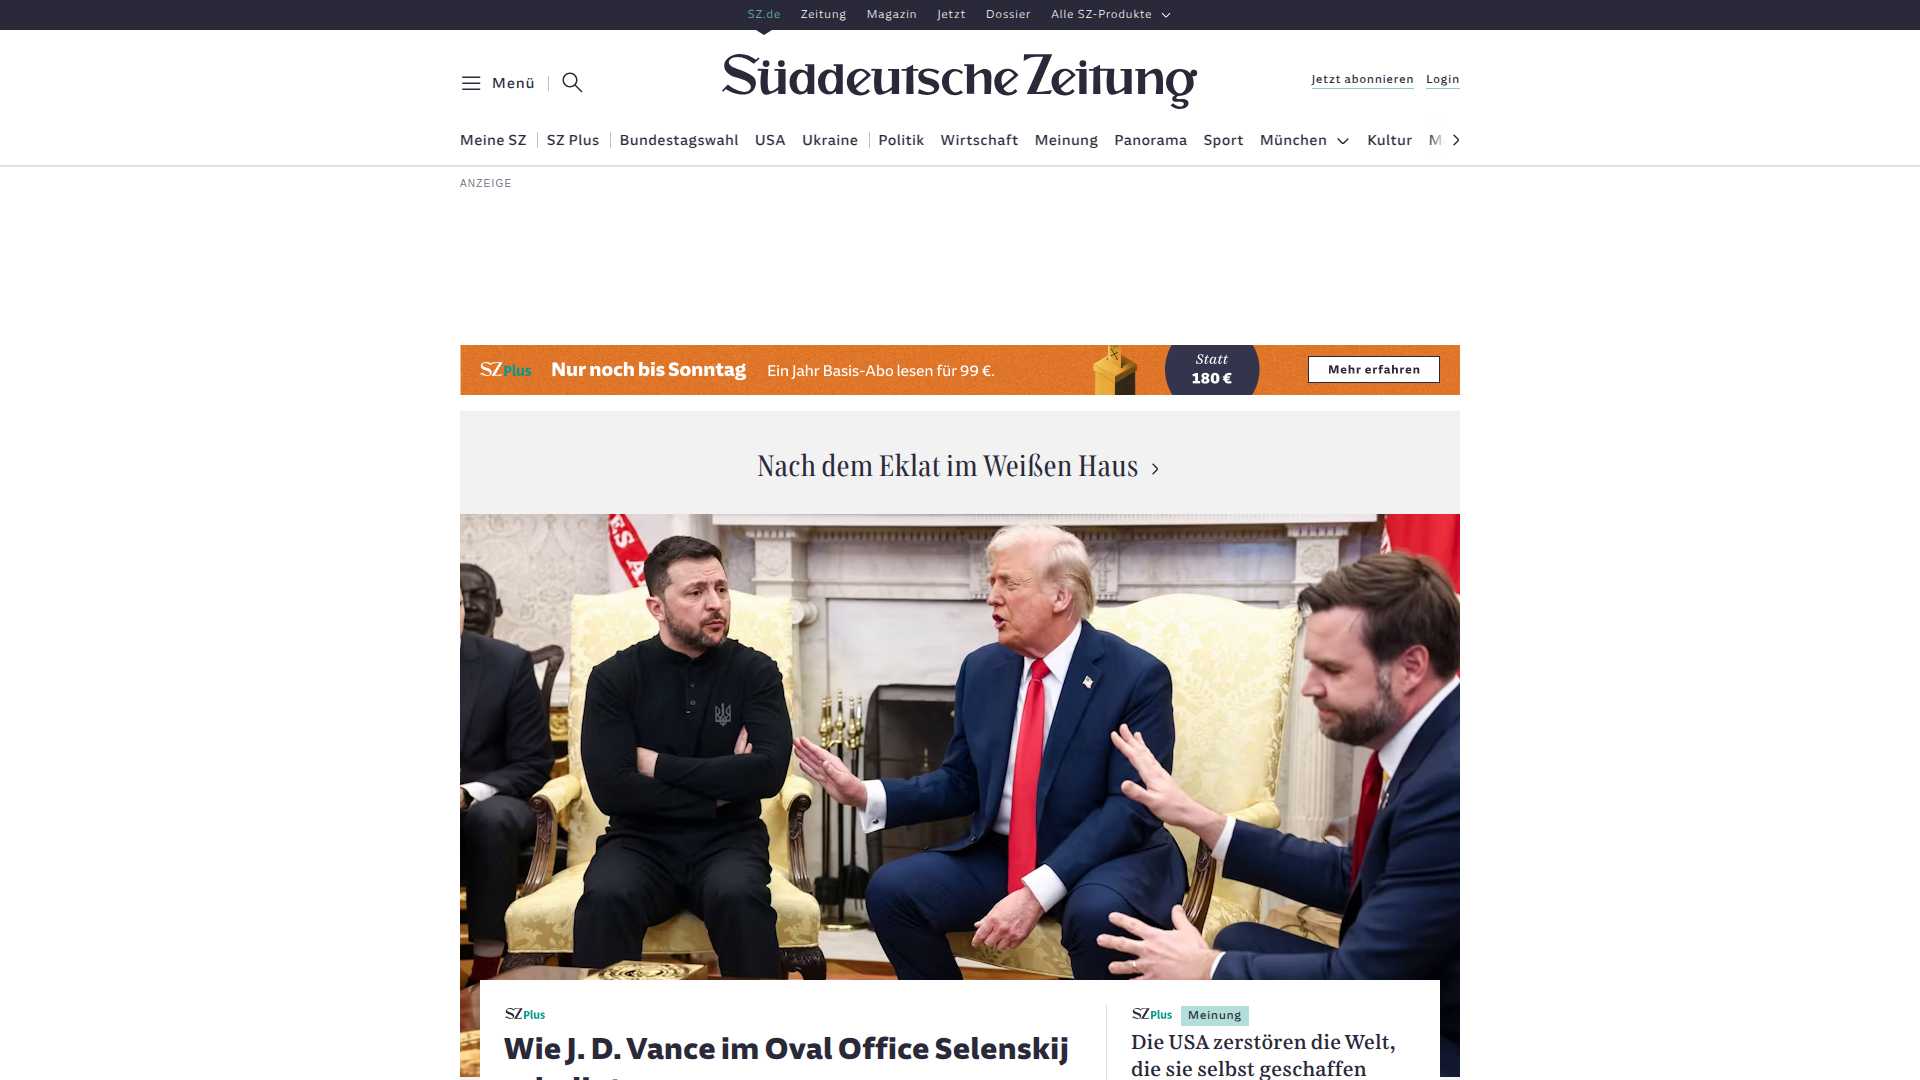 SZ.de Zeitung Magazin Jetzt Dossier Alle SZ-Produkte
Menü
Süddeutsche Zeitung
Jetzt abonnieren Login
Meine SZ SZ Plus Bundestagswahl USA Ukraine Politik Wirtschaft Meinung Panorama Sport München Kultur M
ANZEIGE
SZ Plus Nur noch bis Sonntag Ein Jahr Basis-Abo lesen für 99 €.
Statt
180 €
Mehr erfahren
Nach dem Eklat im Weißen Haus
SZ Plus
Wie J. D. Vance im Oval Office Selenskij
SZ Plus Meinung
Die USA zerstören die Welt,
die sie selbst geschaffen